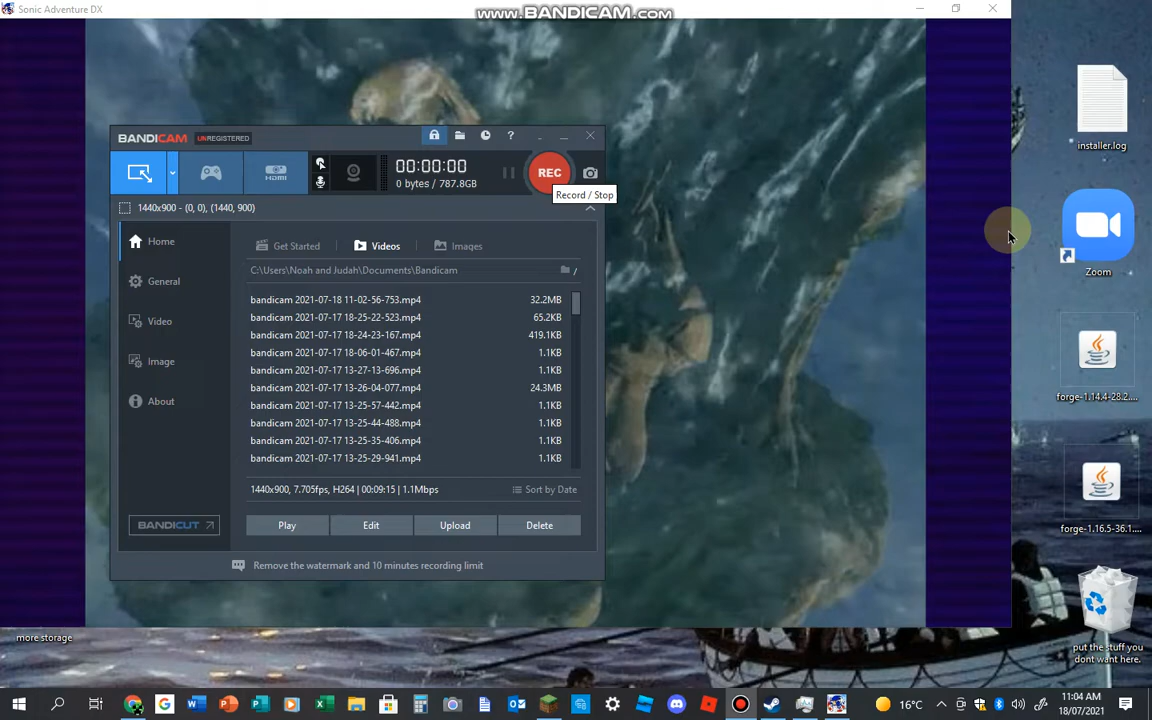 Sonic Adventure DX
www.BANDICAM.com
BANDICAM UNREGISTERED
HDMI
00:00:00
0 bytes / 787.8GB
REC
Record / Stop
1440x900 - (0, 0), (1440, 900)
Home
General
Video
Image
About
BANDICUT
Get Started
Videos
Images
C:\Users\Noah and Judah\Documents\Bandicam
bandicam 2021-07-18 11-02-56-753.mp4 32.2MB
bandicam 2021-07-17 18-25-22-523.mp4 65.2KB
bandicam 2021-07-17 18-24-23-167.mp4 419.1KB
bandicam 2021-07-17 18-06-01-467.mp4 1.1KB
bandicam 2021-07-17 13-27-13-696.mp4 1.1KB
bandicam 2021-07-17 13-26-04-077.mp4 24.3MB
bandicam 2021-07-17 13-25-57-442.mp4 1.1KB
bandicam 2021-07-17 13-25-44-488.mp4 1.1KB
bandicam 2021-07-17 13-25-35-406.mp4 1.1KB
bandicam 2021-07-17 13-25-29-941.mp4 1.1KB
1440x900, 7.705fps, H264 | 00:09:15 | 1.1Mbps
Sort by Date
Play
Edit
Upload
Delete
Remove the watermark and 10 minutes recording limit
installer.log
Zoom
forge-1.14.4-28.2....
forge-1.16.5-36.1....
put the stuff you
dont want here.
more storage
16°C
11:04 AM
18/07/2021